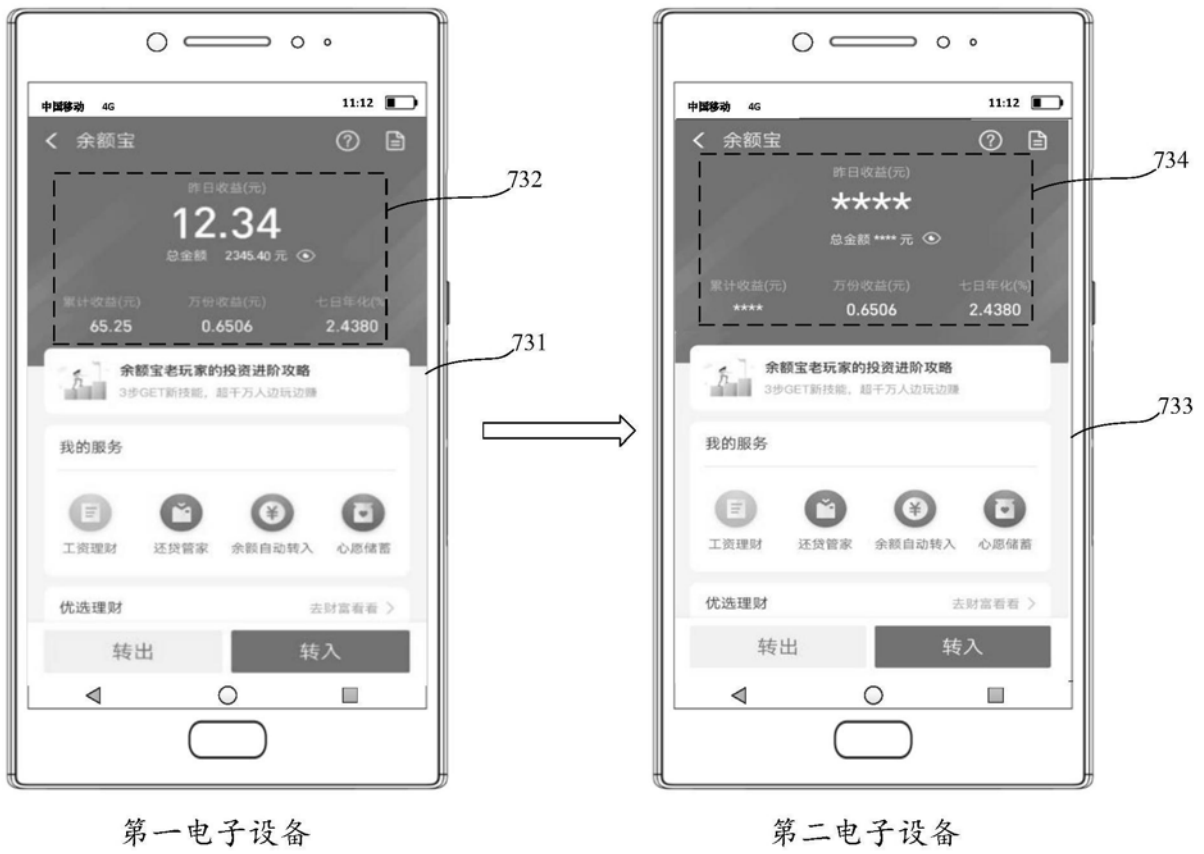 中国移动 4G 11:12
余额宝
昨日收益(元)
12.34
总金额 2345.40 元
累计收益(元) 万份收益(元) 七日年化(%)
65.25 0.6506 2.4380
余额宝老玩家的投资进阶攻略
3步GET新技能，超千万人边玩边赚
我的服务
工资理财 还贷管家 余额自动转入 心愿储蓄
优选理财 去财富看看
转出 转入
732
731
第一电子设备
中国移动 4G 11:12
余额宝
昨日收益(元)
****
总金额 **** 元
累计收益(元) 万份收益(元) 七日年化(%)
**** 0.6506 2.4380
余额宝老玩家的投资进阶攻略
3步GET新技能，超千万人边玩边赚
我的服务
工资理财 还贷管家 余额自动转入 心愿储蓄
优选理财 去财富看看
转出 转入
734
733
第二电子设备